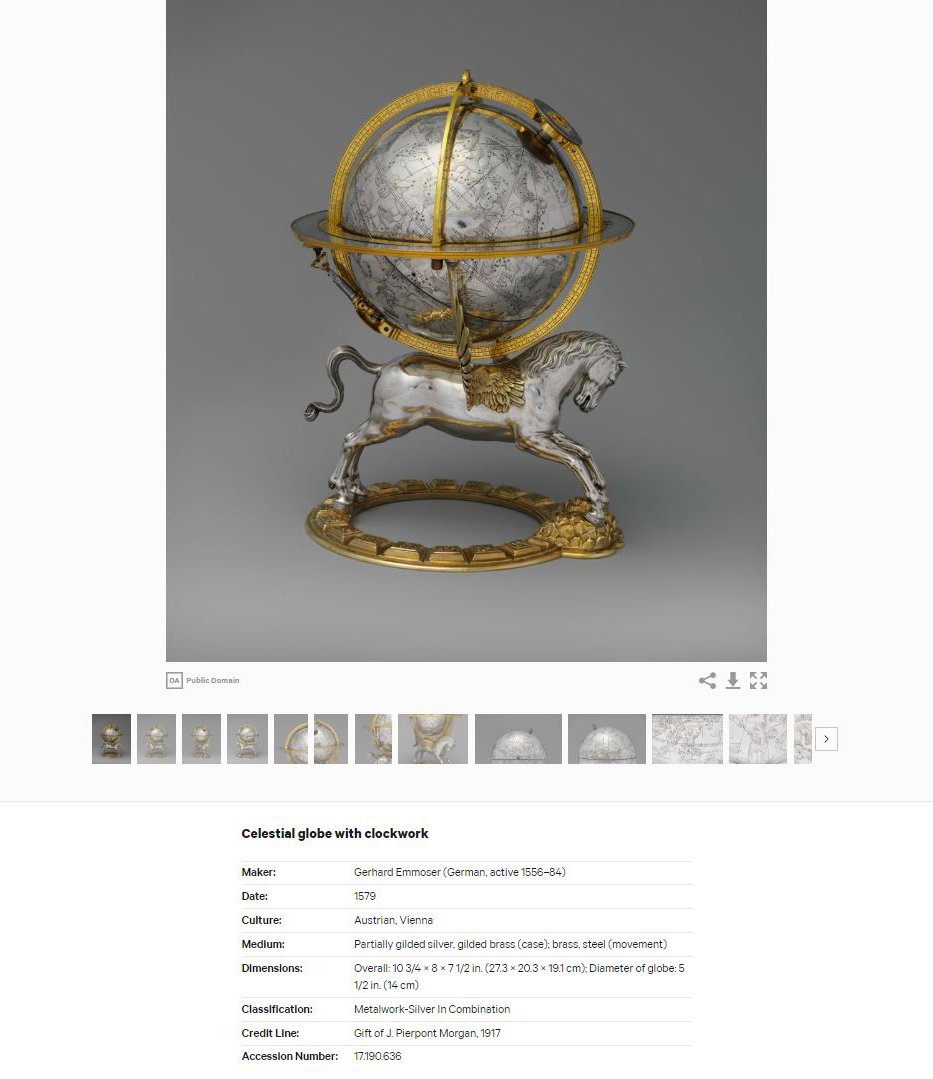 OA Public Domain
Celestial globe with clockwork
Maker: Gerhard Emmoser (German, active 1556–84)
Date: 1579
Culture: Austrian, Vienna
Medium: Partially gilded silver, gilded brass (case); brass, steel (movement)
Dimensions: Overall: 10 3/4 × 8 × 7 1/2 in. (27.3 × 20.3 × 19.1 cm); Diameter of globe: 5
1/2 in. (14 cm)
Classification: Metalwork-Silver In Combination
Credit Line: Gift of J. Pierpont Morgan, 1917
Accession Number: 17.190.636